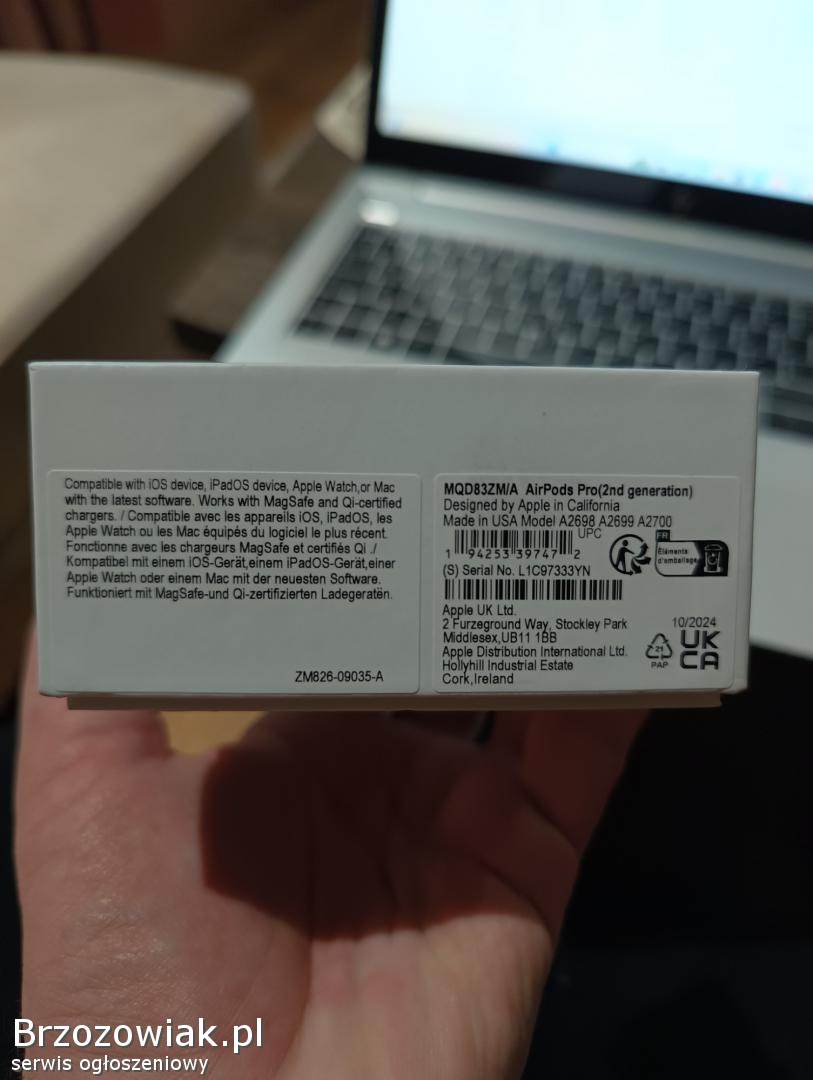 Compatible with iOS device, iPadOS device, Apple Watch,or Mac
with the latest software. Works with MagSafe and Qi-certified
chargers. / Compatible avec les appareils iOS, iPadOS, les
Apple Watch ou les Mac équipés du logiciel le plus récent.
Fonctionne avec les chargeurs MagSafe et certifiés Qi ./
Kompatibel mit einem iOS-Gerät,einem iPadOS-Gerät,einer
Apple Watch oder einem Mac mit der neuesten Software.
Funktioniert mit MagSafe-und Qi-zertifizierten Ladegeraten.
ZM826-09035-A
MQD83ZM/A AirPods Pro(2nd generation)
Designed by Apple in California
Made in USA Model A2698 A2699 A2700
UPC
1 94253 39747 2
FR
Éléments
d'emballage
(S) Serial No. L1C97333YN
Apple UK Ltd.
2 Furzeground Way, Stockley Park
Middlesex,UB11 1BB
Apple Distribution International Ltd.
Hollyhill Industrial Estate
Cork,Ireland
10/2024
21
PAP
UK
CA
Brzozowiak.pl
serwis ogłoszeniowy